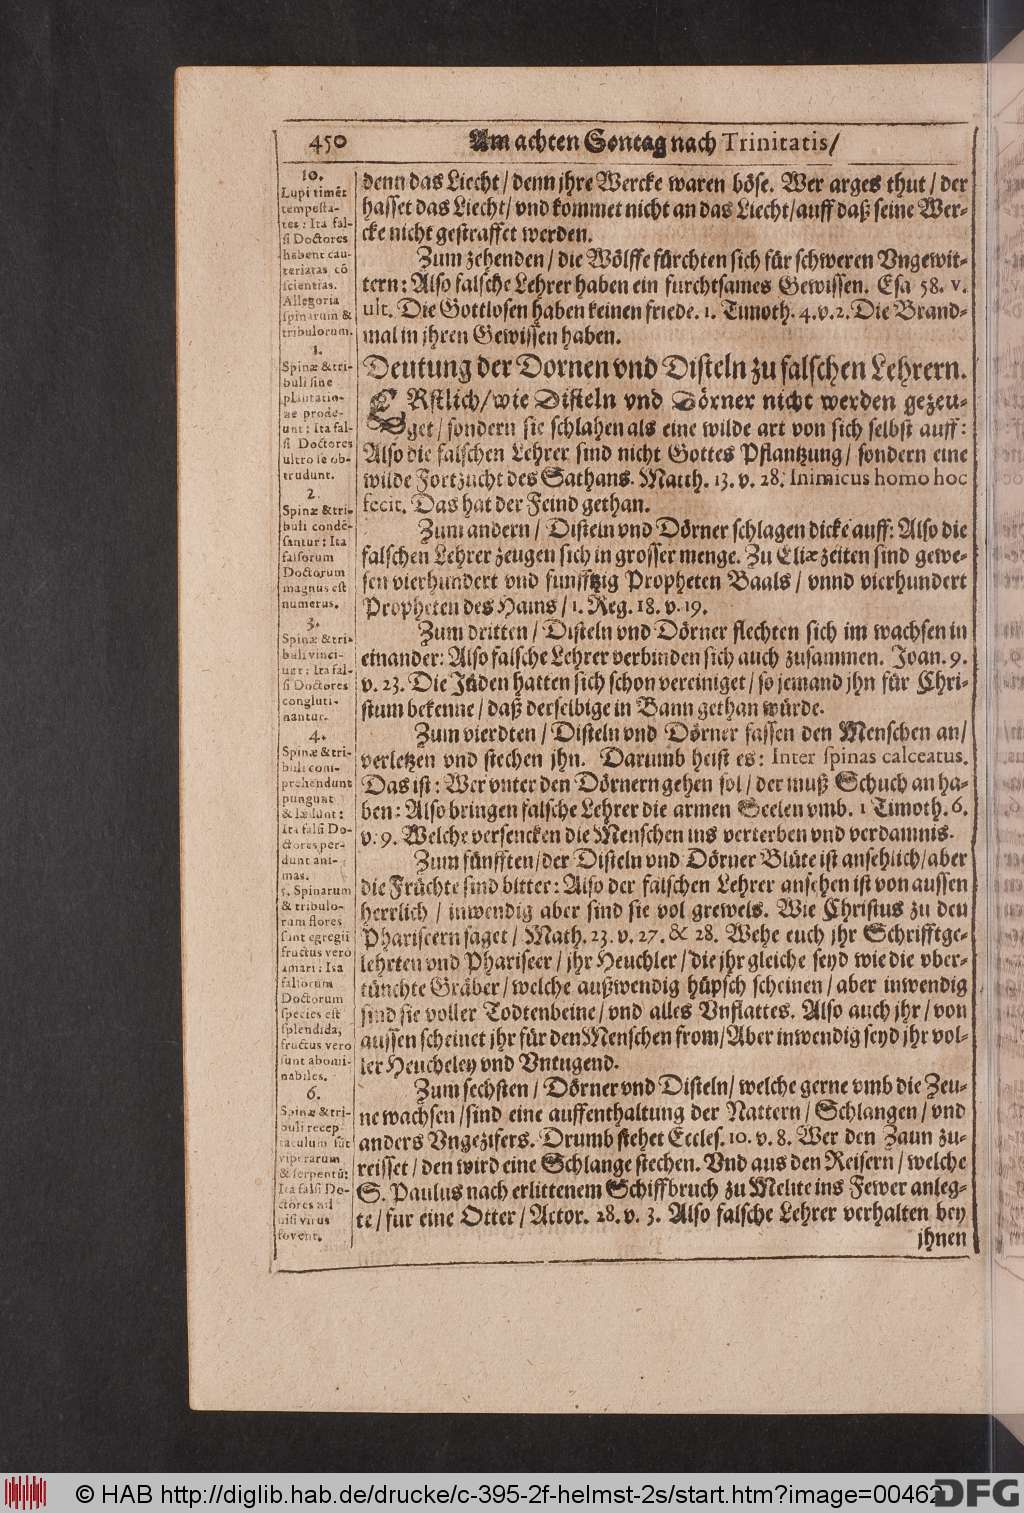 450 Am achten Sontag nach Trinitatis/
10.
Lupi timēt
tempesta-
tes: Ita fal-
si Doctores
habent cau-
teriatas cō
scientias.
Allegoria
spinarum &
tribulorum.
1.
Spinæ & tri-
buli sine
plantatio-
ne prode-
unt: Ita fal-
si Doctores
ultro se ob-
trudunt.
2.
Spinæ & tri-
buli condē-
santur: Ita
falsorum
Doctorum
magnus est
numerus.
3.
Spinæ & tri-
buli vinci-
unt: Ita fal-
si Doctores
congluti-
nantur.
4.
Spinæ & tri-
buli com-
prehendunt
pungunt
& lædunt:
Ita falsi Do-
ctores per-
dunt ani-
mas.
5. Spinarum
& tribulo-
rum flores
sunt egregii
fructus vero
amari: Ita
falsorum
Doctorum
species est
splendida,
fructus vero
sunt abomi-
nabiles.
6.
Spinæ & tri-
buli recep-
taculum sūt
viperarum
& serpentū:
Ita falsi Do-
ctores nil
nisi virus
fovent.
denn das Liecht/ denn jhre Wercke waren böse. Wer arges thut/ der
hasset das Liecht/ vnd kommet nicht an das Liecht/ auff daß seine Wer-
cke nicht gestraffet werden.
Zum zehenden/ die Wölffe fürchten sich für schweren Vngewit-
tern: Also falsche Lehrer haben ein furchtsames Gewissen. Esa 58. v.
ult. Die Gottlosen haben keinen friede. 1. Timoth. 4. v. 2. Die Brand-
mal in jhren Gewissen haben.
Deutung der Dornen vnd Disteln zu falschen Lehrern.
ERstlich/ wie Disteln vnd Dörner nicht werden gezeu-
get/ sondern sie schlahen als eine wilde art von sich selbst auff:
Also die falschen Lehrer sind nicht Gottes Pflantzung/ sondern eine
wilde Fortzucht des Sathans. Matth. 13. v. 28. Inimicus homo hoc
fecit. Das hat der Feind gethan.
Zum andern/ Disteln vnd Dörner schlagen dicke auff: Also die
falschen Lehrer zeugen sich in grosser menge. Zu Eliæ zeiten sind gewe-
sen vierhundert vnd funfftzig Propheten Baals/ vnnd vierhundert
Propheten des Hains/ 1. Reg. 18. v. 19.
Zum dritten/ Disteln vnd Dörner flechten sich im wachsen in
einander: Also falsche Lehrer verbinden sich auch zusammen. Joan. 9.
v. 23. Die Jüden hatten sich schon vereiniget/ so jemand jhn für Chri-
stum bekenne/ daß derselbige in Bann gethan würde.
Zum vierdten/ Disteln vnd Dörner fassen den Menschen an/
verletzen vnd stechen jhn. Darumb heist es: Inter spinas calceatus.
Das ist: Wer vnter den Dörnern gehen sol/ der muß Schuch an ha-
ben: Also bringen falsche Lehrer die armen Seelen vmb. 1 Timoth. 6.
v. 9. Welche versencken die Menschen ins verterben vnd verdamnis.
Zum fünfften/ der Disteln vnd Dörner Blüte ist ansehlich/ aber
die Früchte sind bitter: Also der falschen Lehrer ansehen ist von aussen
herrlich/ inwendig aber sind sie vol grewels. Wie Christus zu den
Phariseern saget/ Math. 23. v. 27. & 28. Wehe euch jhr Schrifftge-
lehrten vnd Phariseer/ jhr Heuchler/ die jhr gleiche seyd wie die vber-
tünchte Gräber/ welche außwendig hüpsch scheinen/ aber inwendig
sind sie voller Todtenbeine/ vnd alles Vnflattes. Also auch jhr/ von
aussen scheinet jhr für den Menschen from/ Aber inwendig seyd jhr vol-
ler Heucheley vnd Vntugend.
Zum sechsten/ Dörner vnd Disteln/ welche gerne vmb die Zeu-
ne wachsen/ sind eine auffenthaltung der Nattern/ Schlangen/ vnd
anders Vngezifers. Drumb stehet Eccles. 10. v. 8. Wer den Zaun zu-
reisset/ den wird eine Schlange stechen. Vnd aus den Reisern/ welche
S. Paulus nach erlittenem Schiffbruch zu Melite ins Fewer anleg-
te/ fur eine Otter/ Actor. 28. v. 3. Also falsche Lehrer verhalten bey
jhnen
© HAB http://diglib.hab.de/drucke/c-395-2f-helmst-2s/start.htm?image=00462
DFG